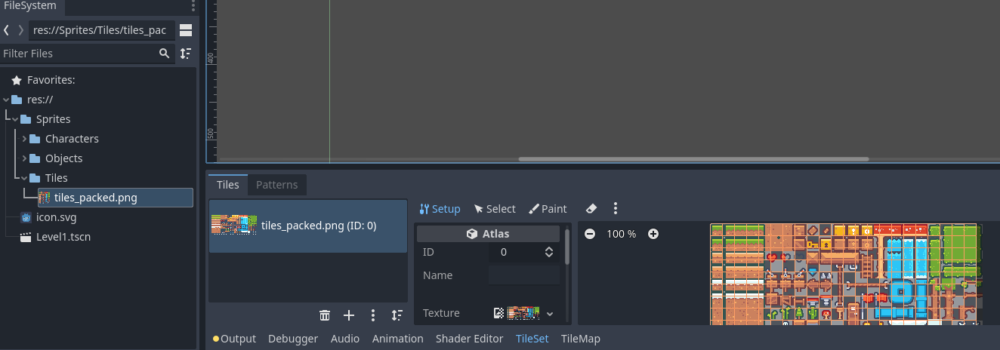 FileSystem
res://Sprites/Tiles/tiles_pac
Filter Files
Favorites:
res://
Sprites
Characters
Objects
Tiles
tiles_packed.png
icon.svg
Level1.tscn
400
500
Tiles Patterns
tiles_packed.png (ID: 0)
Setup Select Paint
Atlas
ID 0
Name
Texture
100 %
Output Debugger Audio Animation Shader Editor TileSet TileMap